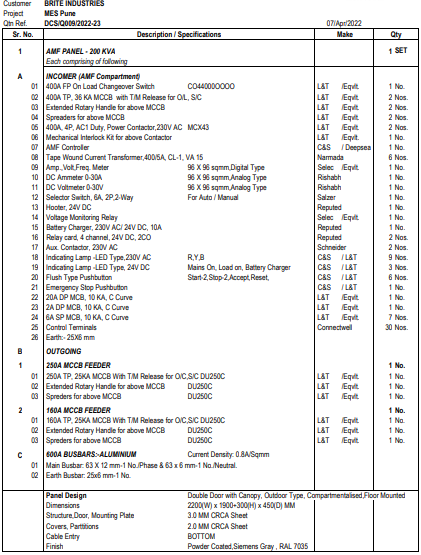 Customer BRITE INDUSTRIES
Project MES Pune
Qtn Ref. DCS/Q009/2022-23 07/Apr/2022
Sr. No. Description / Specifications Make Qty
1 AMF PANEL - 200 KVA 1 SET
Each comprising of following
A INCOMER (AMF Compartment)
01 400A FP On Load Changeover Switch CO44000OOOO L&T /Eqvlt. 1 No.
02 400A TP, 36 KA MCCB with T/M Release for O/L, S/C L&T /Eqvlt. 2 Nos.
03 Extended Rotary Handle for above MCCB L&T /Eqvlt. 2 Nos.
04 Spreaders for above MCCB L&T /Eqvlt. 2 Nos.
05 400A, 4P, AC1 Duty, Power Contactor,230V AC MCX43 L&T /Eqvlt. 2 Nos.
06 Mechanical Interlock Kit for above Contactor L&T /Eqvlt. 1 No.
07 AMF Controller C&S / Deepsea 1 No.
08 Tape Wound Current Transformer,400/5A, CL-1, VA 15 Narmada 6 Nos.
09 Amp.,Volt,Freq. Meter 96 X 96 sqmm,Digital Type Selec /Eqvlt. 1 No.
10 DC Ammeter 0-30A 96 X 96 sqmm,Analog Type Rishabh 1 No.
11 DC Voltmeter 0-30V 96 X 96 sqmm,Analog Type Rishabh 1 No.
12 Selector Switch, 6A, 2P,2-Way For Auto / Manual Salzer 1 No.
13 Hooter, 24V DC Reputed 1 No.
14 Voltage Monitoring Relay Selec /Eqvlt. 1 No.
15 Battery Charger, 230V AC/ 24V DC, 10A Reputed 1 No.
16 Relay card, 4 channel, 24V DC, 2CO Reputed 2 Nos.
17 Aux. Contactor, 230V AC Schneider 2 Nos.
18 Indicating Lamp -LED Type,230V AC R,Y,B C&S / L&T 9 Nos.
19 Indicating Lamp -LED Type, 24V DC Mains On, Load on, Battery Charger C&S / L&T 3 Nos.
20 Flush Type Pushbutton Start-2,Stop-2,Accept,Reset, C&S / L&T 6 Nos.
21 Emergency Stop Pushbutton C&S / L&T 1 No.
22 20A DP MCB, 10 KA, C Curve L&T /Eqvlt. 1 No.
23 2A DP MCB, 10 KA, C Curve L&T /Eqvlt. 1 No.
24 6A SP MCB, 10 KA, C Curve L&T /Eqvlt. 7 Nos.
25 Control Terminals Connectwell 30 Nos.
26 Earth:- 25X6 mm
B OUTGOING
1 250A MCCB FEEDER 1 No.
01 250A TP, 25KA MCCB With T/M Release for O/C,S/C DU250C L&T /Eqvlt. 1 No.
02 Extended Rotary Handle for above MCCB DU250C L&T /Eqvlt. 1 No.
03 Spreders for above MCCB DU250C L&T /Eqvlt. 1 No.
2 160A MCCB FEEDER 1 No.
01 160A TP, 25KA MCCB With T/M Release for O/C,S/C DU250C L&T /Eqvlt. 1 No.
02 Extended Rotary Handle for above MCCB DU250C L&T /Eqvlt. 1 No.
03 Spreders for above MCCB DU250C L&T /Eqvlt. 1 No.
C 600A BUSBARS:-ALUMINIUM Current Density: 0.8A/Sqmm
01 Main Busbar: 63 X 12 mm-1 No./Phase & 63 x 6 mm-1 No./Neutral.
02 Earth Busbar: 25x6 mm-1 No.
Panel Design Double Door with Canopy, Outdoor Type, Compartmentalised,Floor Mounted
Dimensions 2200(W) x 1900+300(H) x 450(D) MM
Structure,Door, Mounting Plate 3.0 MM CRCA Sheet
Covers, Parttitions 2.0 MM CRCA Sheet
Cable Entry BOTTOM
Finish Powder Coated,Siemens Gray , RAL 7035